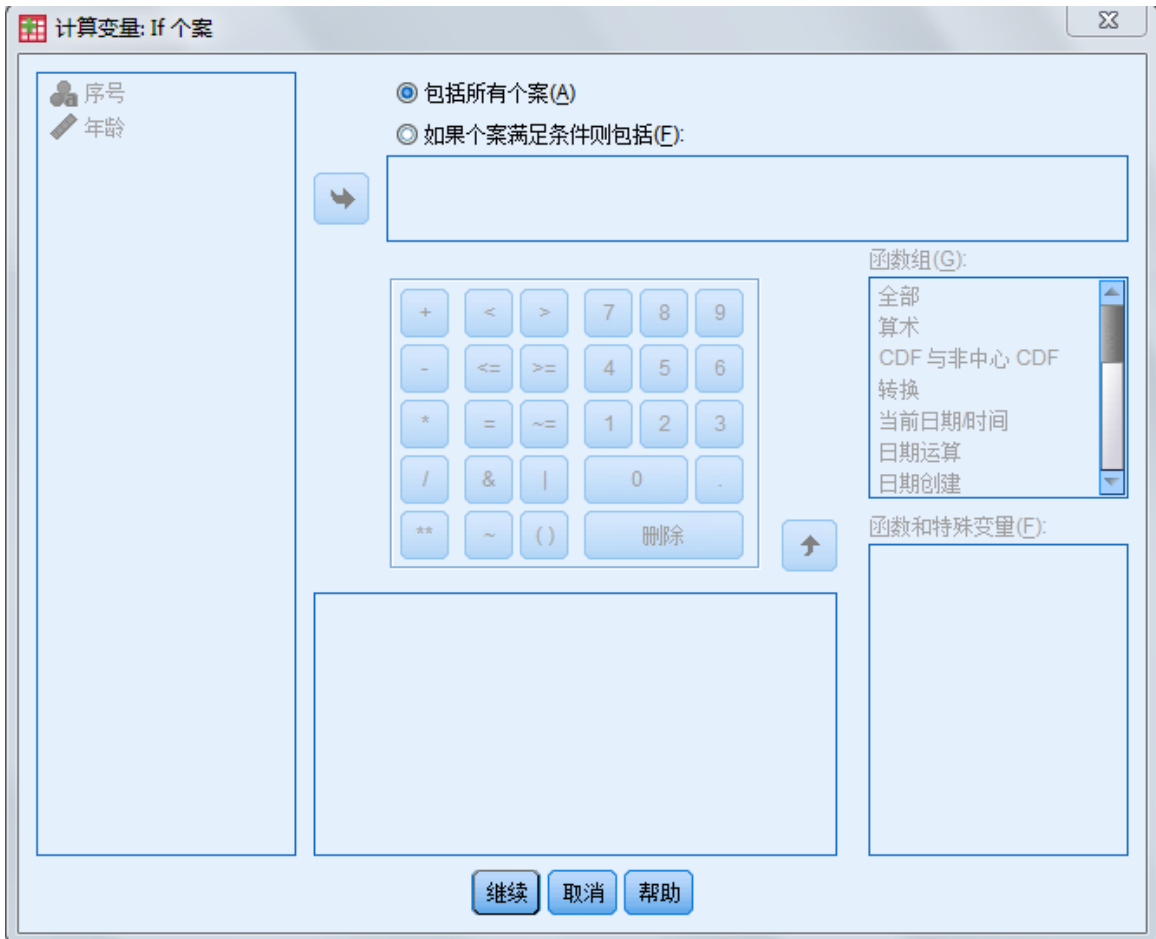 计算变量: If 个案
序号
年龄
包括所有个案(A)
如果个案满足条件则包括(F):
函数组(G):
全部
算术
CDF 与非中心 CDF
转换
当前日期/时间
日期运算
日期创建
+ < > 7 8 9
- <= >= 4 5 6
* = ~= 1 2 3
/ & | 0 .
** ~ ( ) 删除
函数和特殊变量(F):
继续 取消 帮助